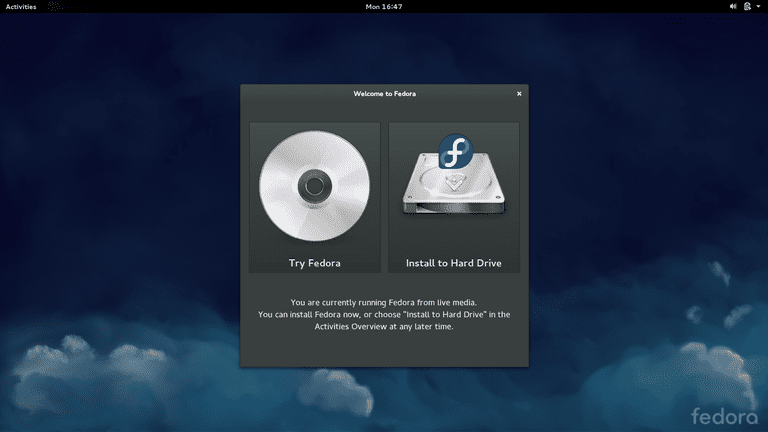 Activities
Mon 16:47
Welcome to Fedora
Try Fedora
Install to Hard Drive
You are currently running Fedora from live media.
You can install Fedora now, or choose "Install to Hard Drive" in the
Activities Overview at any later time.
fedora